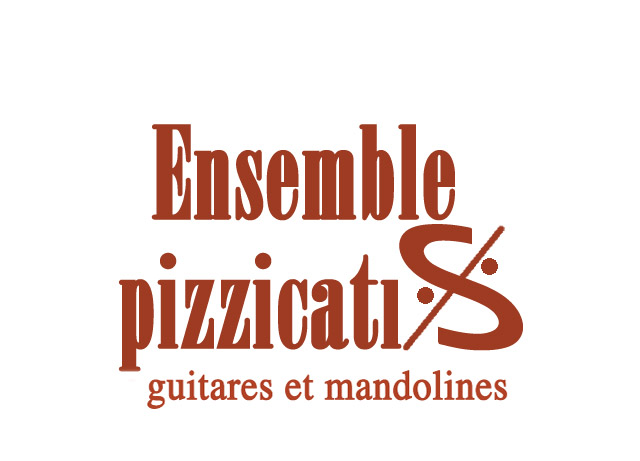 Ensemble
pizzicatis
guitares et mandolines